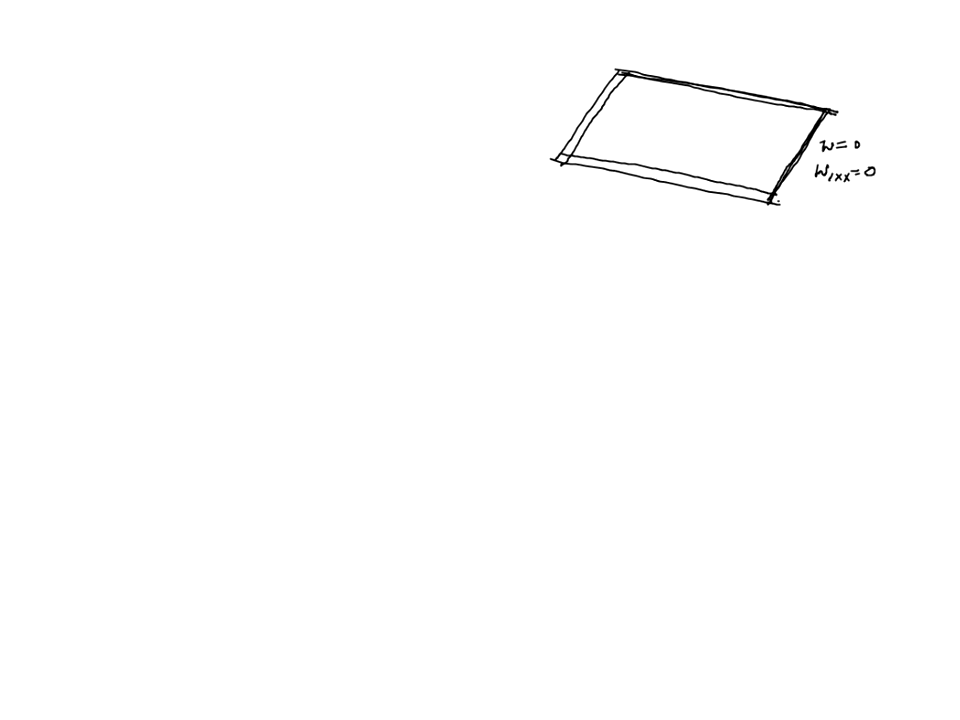 w = 0
w,xx = 0